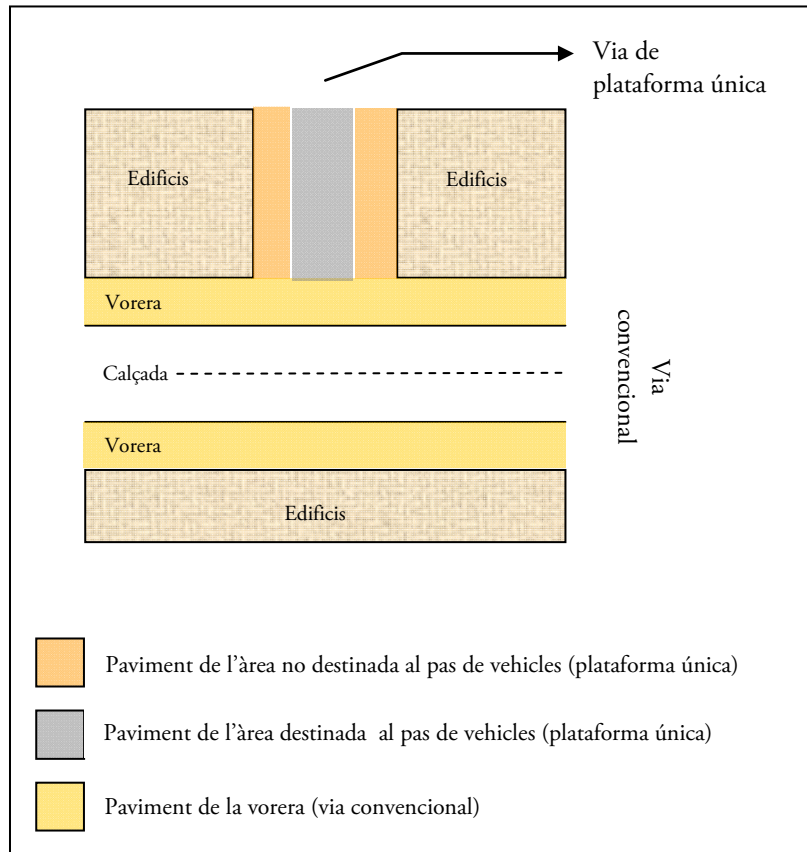 Via de
plataforma única
Edificis
Edificis
Vorera
Via
convencional
Calçada
Vorera
Edificis
Paviment de l'àrea no destinada al pas de vehicles (plataforma única)
Paviment de l'àrea destinada al pas de vehicles (plataforma única)
Paviment de la vorera (via convencional)